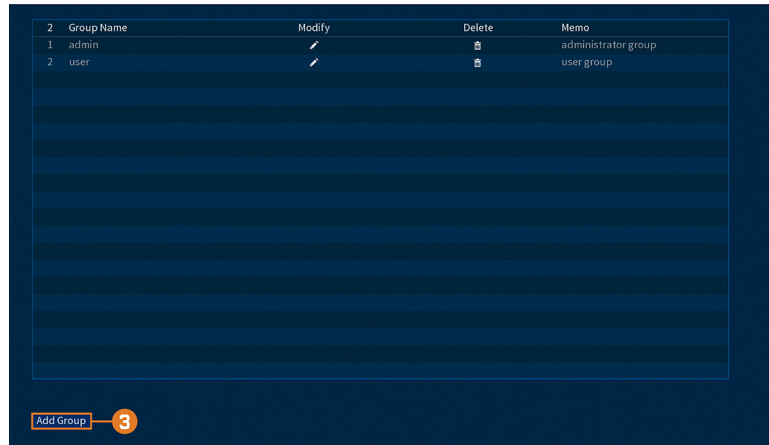 2 Group Name Modify Delete Memo
1 admin administrator group
2 user user group
Add Group 3